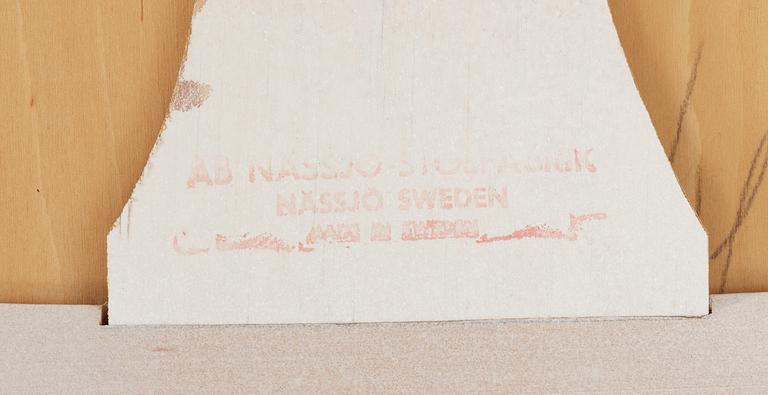 AB NÄSSJÖ-STOLFABRIK
NÄSSJÖ SWEDEN
MADE IN SWEDEN